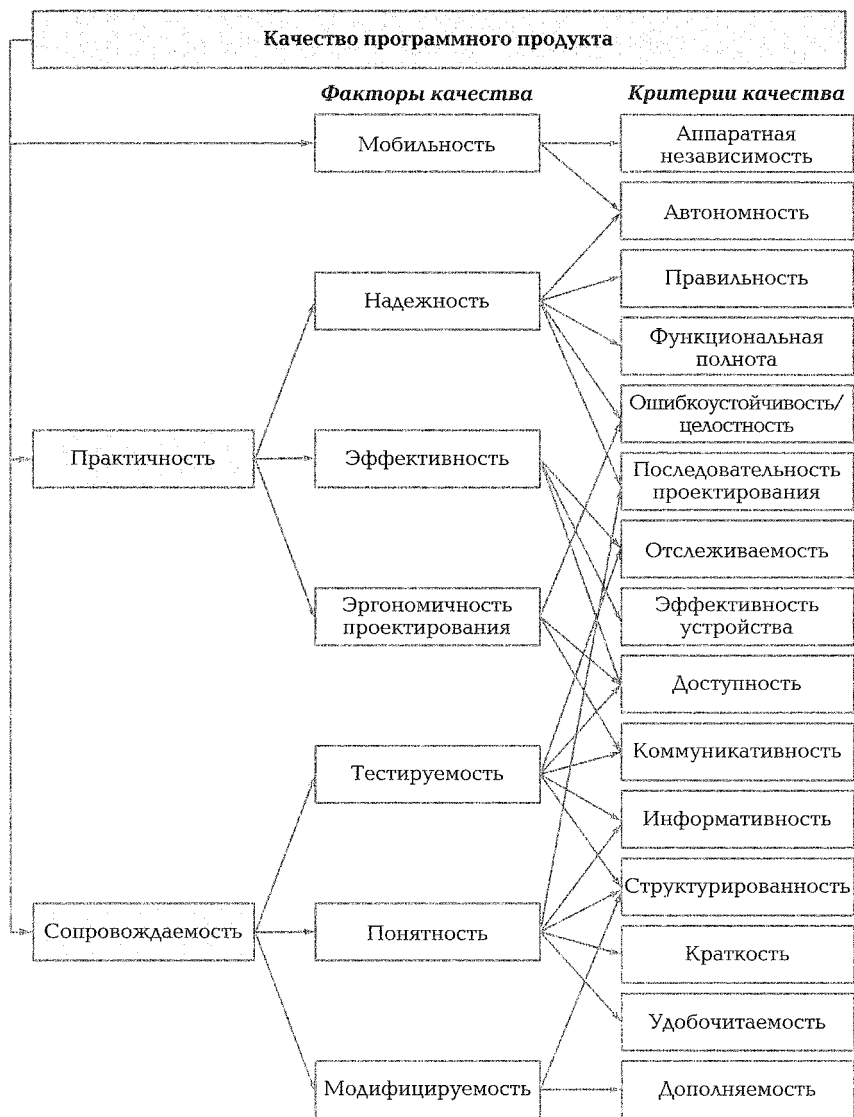 Качество программного продукта
Факторы качества
Критерии качества
Мобильность
Аппаратная
независимость
Автономность
Надежность
Правильность
Функциональная
полнота
Ошибкоустойчивость/
целостность
Практичность
Эффективность
Последовательность
проектирования
Отслеживаемость
Эргономичность
проектирования
Эффективность
устройства
Доступность
Тестируемость
Коммуникативность
Информативность
Структурированность
Сопровождаемость
Понятность
Краткость
Удобочитаемость
Модифицируемость
Дополняемость